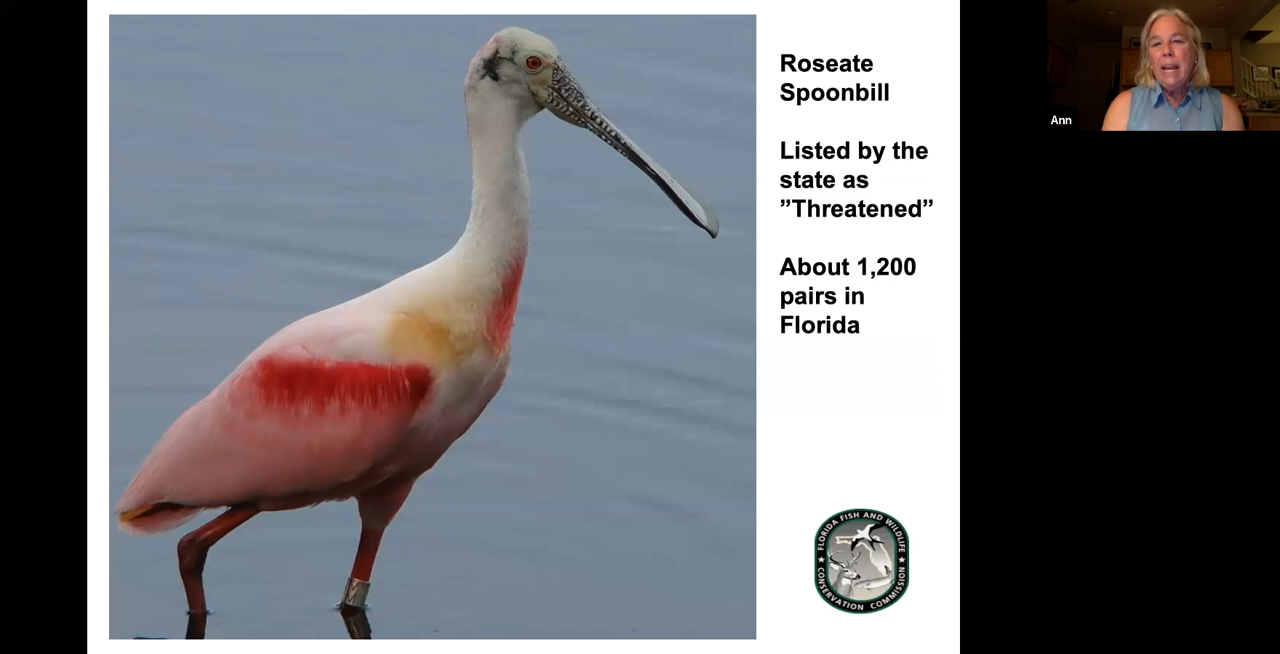 Roseate
Spoonbill
Listed by the
state as
”Threatened”
About 1,200
pairs in
Florida
Ann
FLORIDA FISH AND WILDLIFE
CONSERVATION COMMISSION